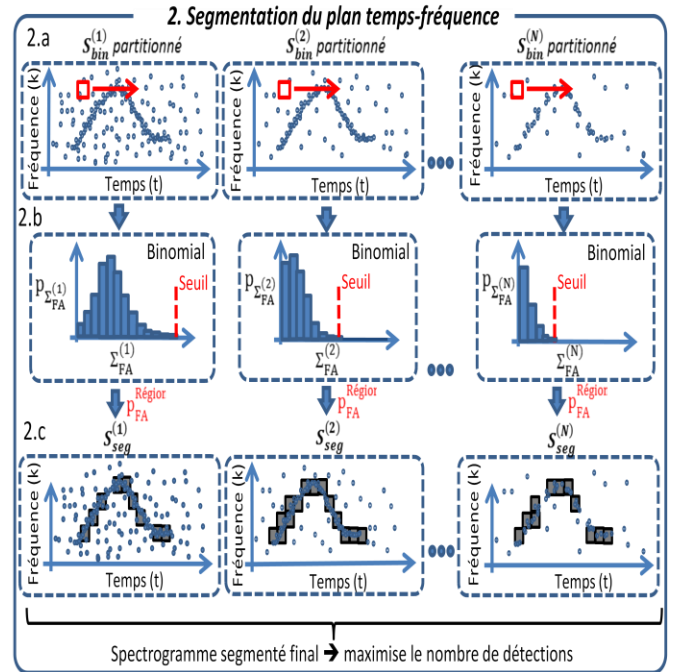 2. Segmentation du plan temps-fréquence
2.a
S_bin^(1) partitionné
S_bin^(2) partitionné
S_bin^(N) partitionné
Fréquence (k)
Temps (t)
Fréquence (k)
Temps (t)
Fréquence (k)
Temps (t)
2.b
Binomial
Seuil
p_Σ_FA^(1)
Σ_FA^(1)
Binomial
Seuil
p_Σ_FA^(2)
Σ_FA^(2)
Binomial
Seuil
p_Σ_FA^(N)
Σ_FA^(N)
p_FA^Régior
p_FA^Régior
p_FA^Régior
2.c
S_seg^(1)
S_seg^(2)
S_seg^(N)
Fréquence (k)
Temps (t)
Fréquence (k)
Temps (t)
Fréquence (k)
Temps (t)
Spectrogramme segmenté final ➔ maximise le nombre de détections